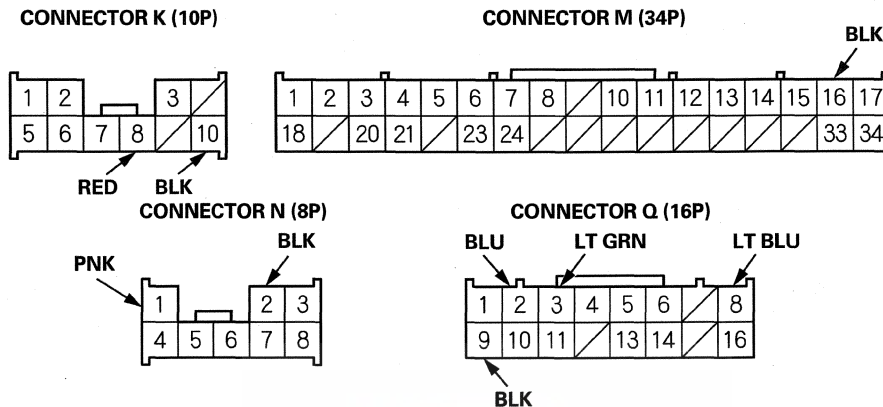 CONNECTOR K (10P)
CONNECTOR M (34P)
BLK
1 2 3
5 6 7 8 10
RED BLK
1 2 3 4 5 6 7 8 10 11 12 13 14 15 16 17
18 20 21 23 24 33 34
CONNECTOR N (8P)
PNK BLK
1 2 3
4 5 6 7 8
CONNECTOR Q (16P)
BLU LT GRN LT BLU
1 2 3 4 5 6 8
9 10 11 13 14 16
BLK